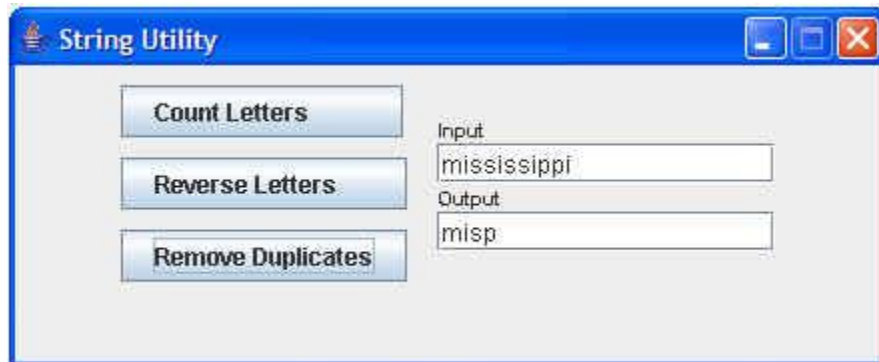 String Utility
Count Letters
Reverse Letters
Remove Duplicates
Input
mississippi
Output
misp